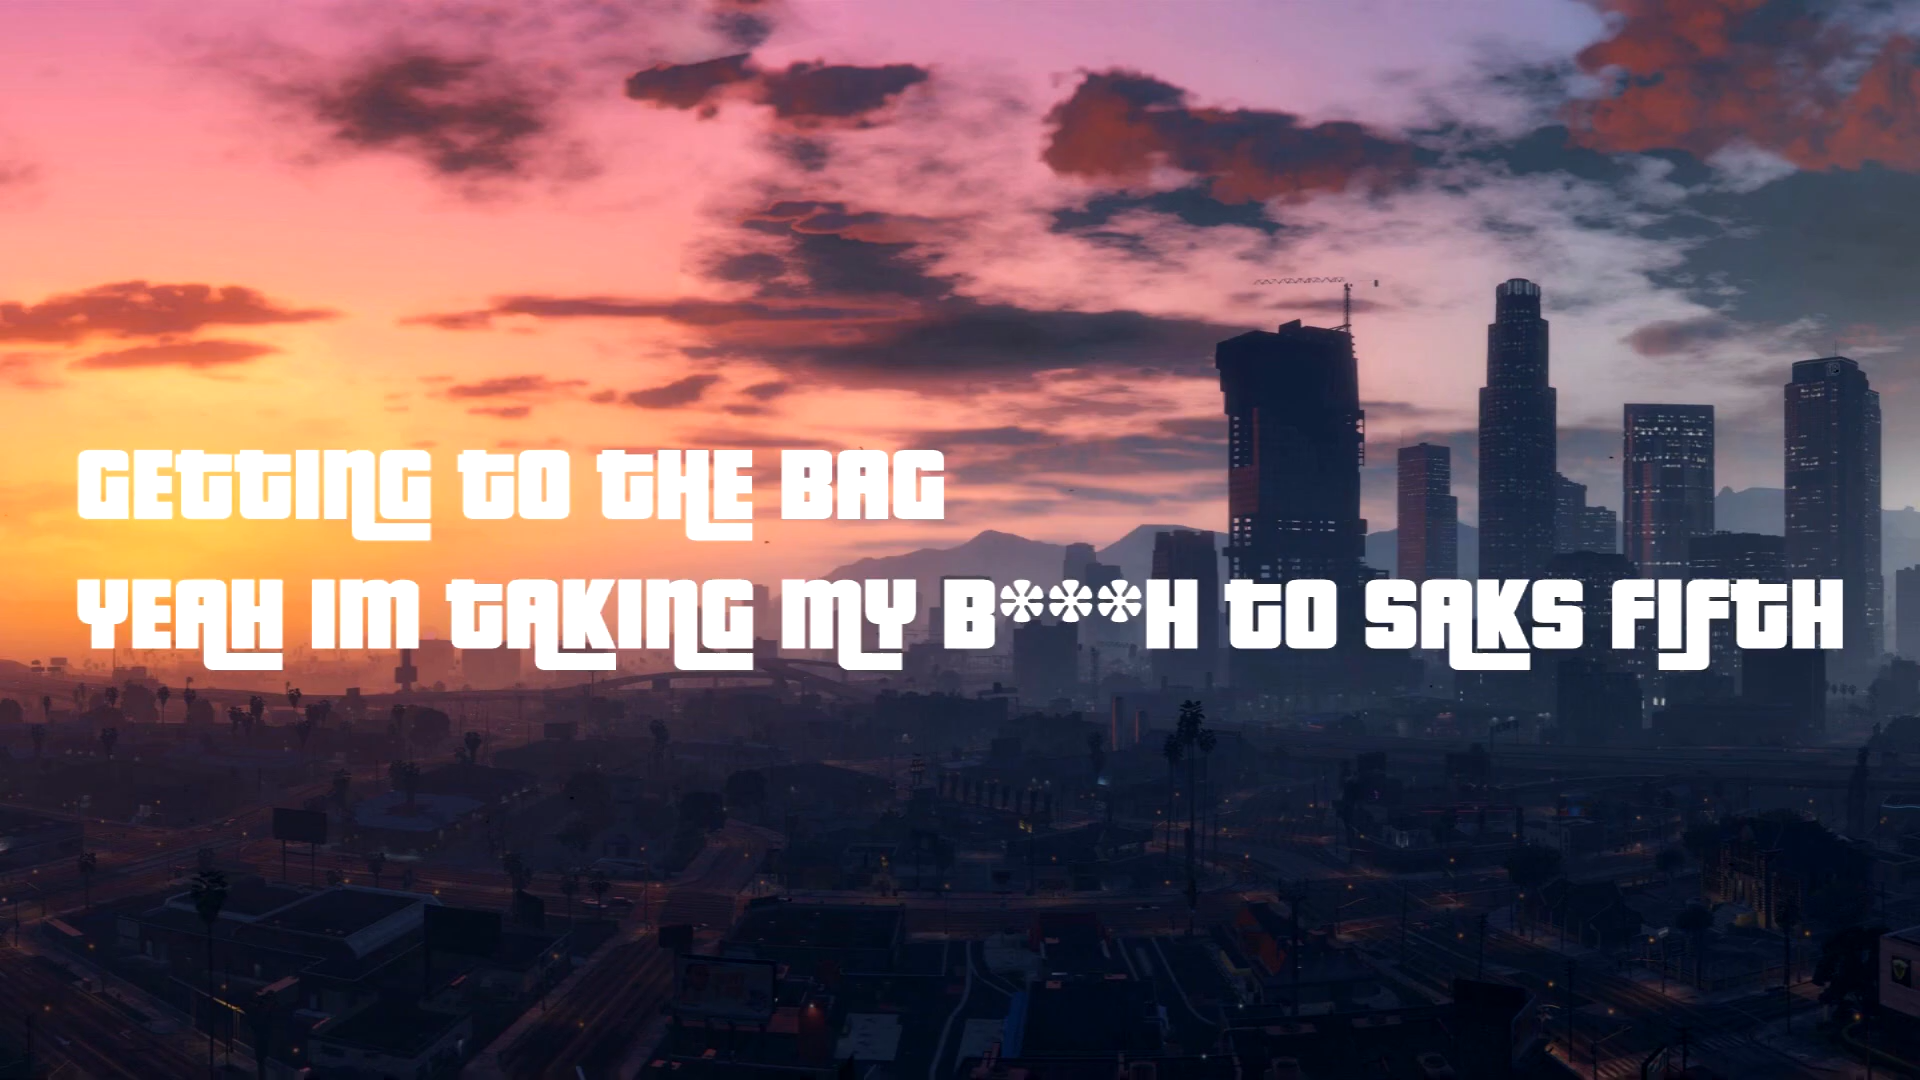 GETTING TO THE BAG
YEAH IM TAKING MY B***H TO SAKS FIFTH